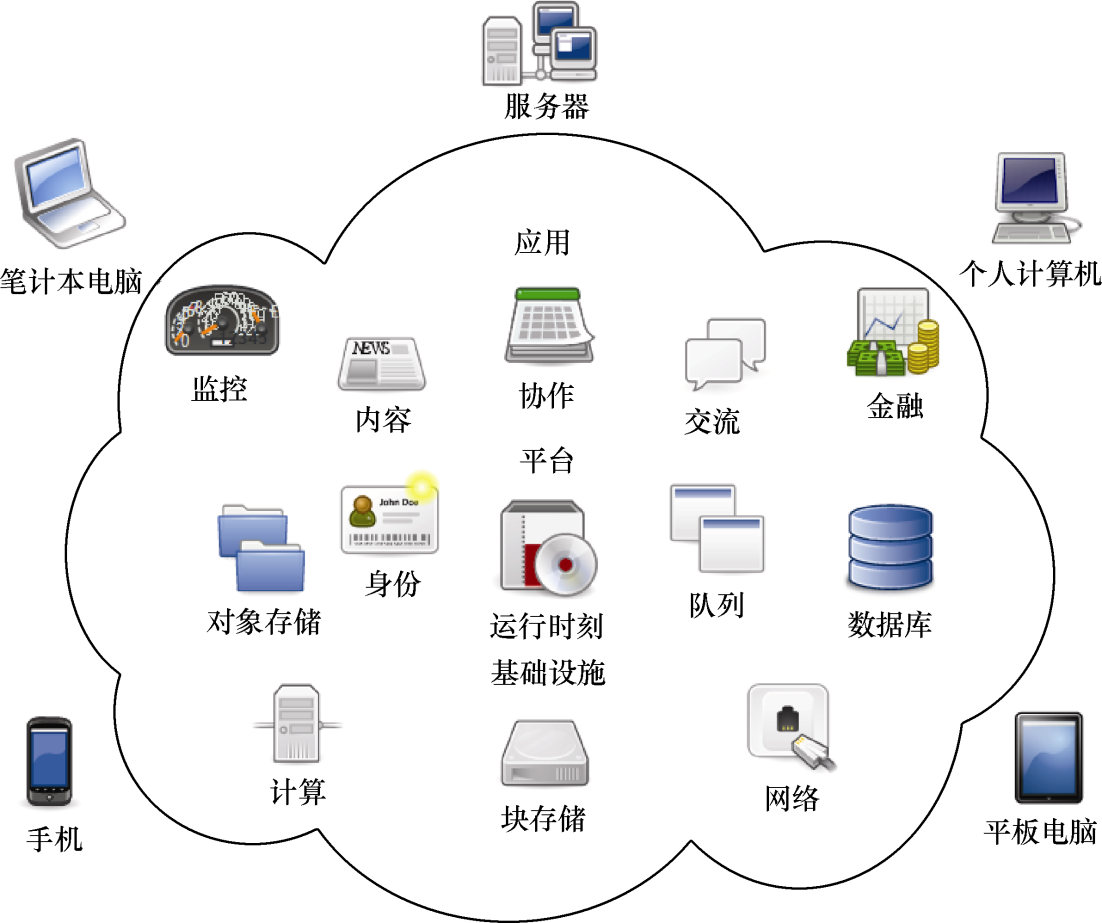 服务器
笔计本电脑
个人计算机
应用
监控
NEWS
内容
协作
交流
金融
平台
John Doe
对象存储
身份
运行时刻
队列
数据库
基础设施
计算
块存储
网络
手机
平板电脑